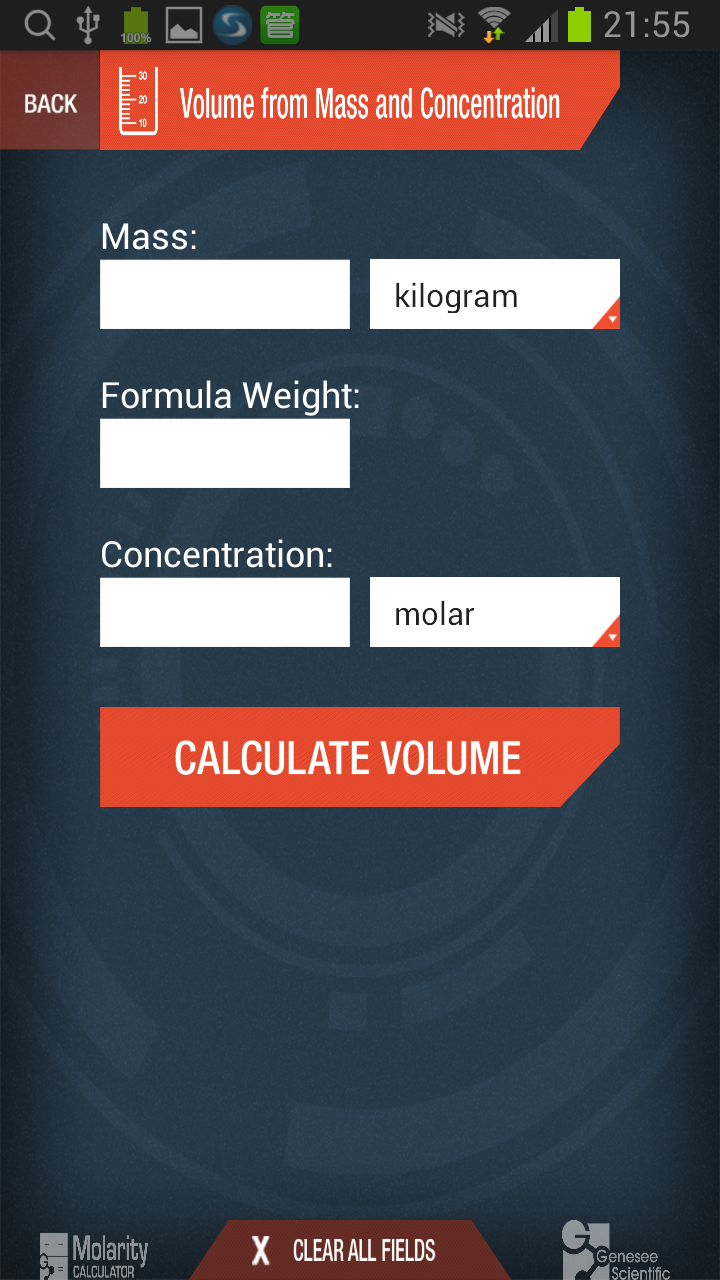 100%
管
21:55
BACK
30
20
10
Volume from Mass and Concentration
Mass:
kilogram
Formula Weight:
Concentration:
molar
CALCULATE VOLUME
Molarity
CALCULATOR
X CLEAR ALL FIELDS
Genesee
Scientific